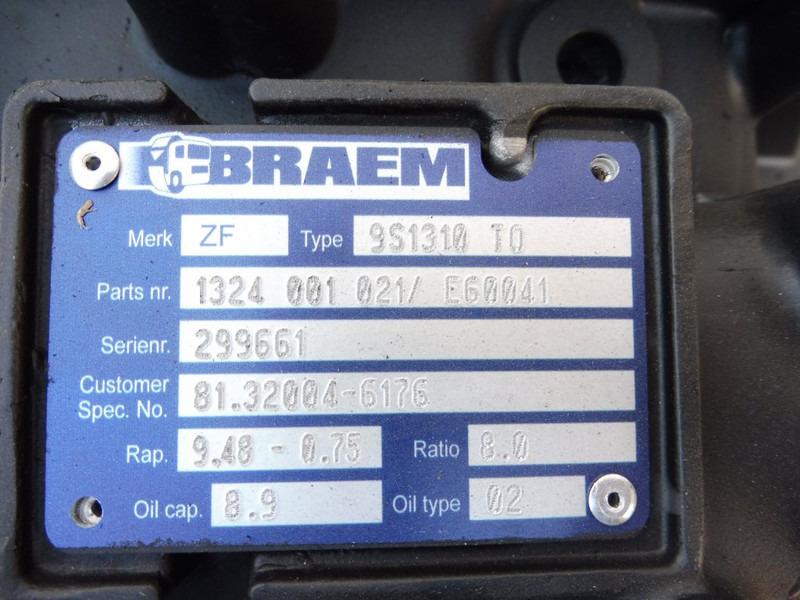 BRAEM
Merk ZF Type 9S1310 TO
Parts nr. 1324 001 021/ E60041
Serienr. 299661
Customer Spec. No. 81.32004-6176
Rap. 9.48 - 0.75 Ratio 8.0
Oil cap. 8.9 Oil type 02